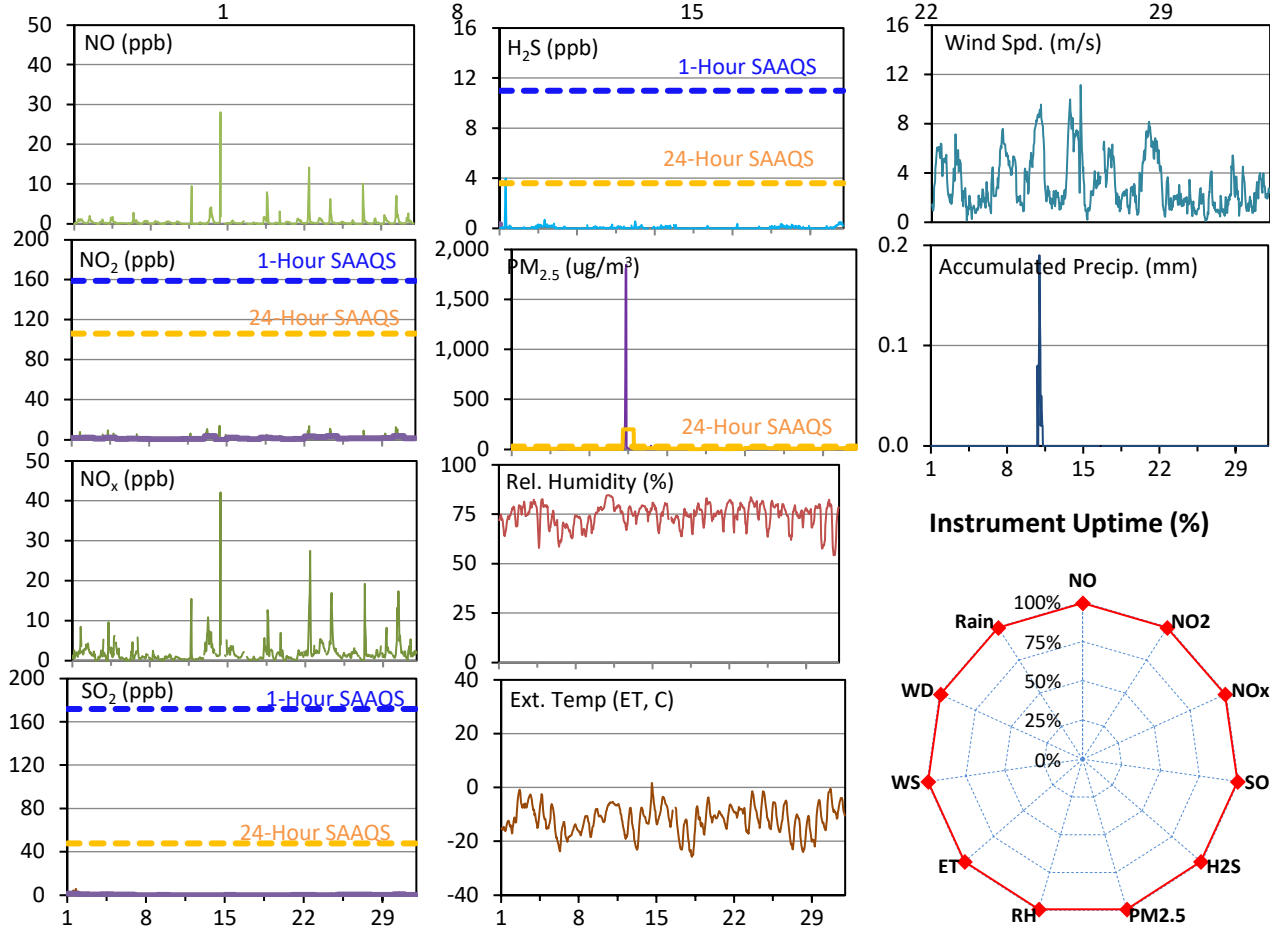 1 8 15 22 29
NO (ppb)
50
40
30
20
10
0
NO₂ (ppb)
1-Hour SAAQS
24-Hour SAAQS
200
160
120
80
40
0
NOₓ (ppb)
50
40
30
20
10
0
SO₂ (ppb)
1-Hour SAAQS
24-Hour SAAQS
200
160
120
80
40
0
1 8 15 22 29
H₂S (ppb)
1-Hour SAAQS
24-Hour SAAQS
16
12
8
4
0
PM₂.₅ (ug/m³)
24-Hour SAAQS
2,000
1,500
1,000
500
0
Rel. Humidity (%)
100
75
50
25
0
Ext. Temp (ET, C)
40
20
0
-20
-40
1 8 15 22 29
Wind Spd. (m/s)
16
12
8
4
0
Accumulated Precip. (mm)
0.2
0.1
0.0
1 8 15 22 29
Instrument Uptime (%)
NO
NO2
NOx
SO
H2S
PM2.5
RH
ET
WS
WD
Rain
100%
75%
50%
25%
0%